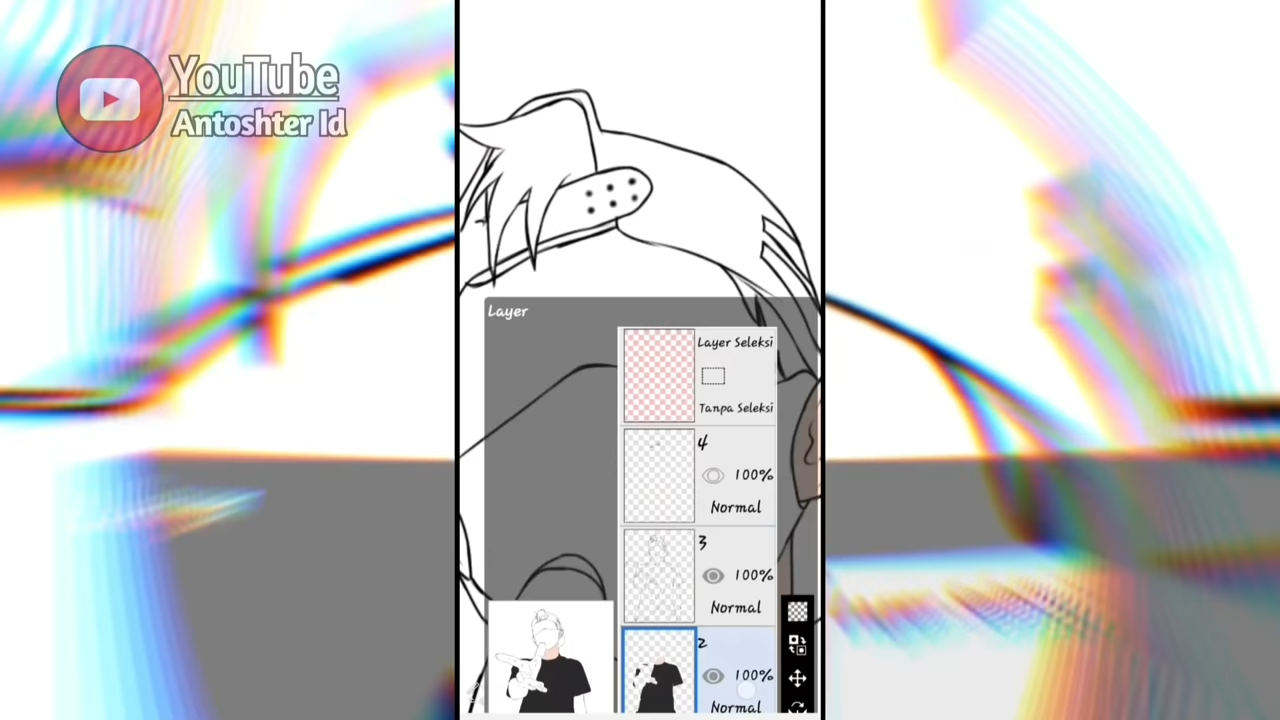 YouTube
Antoshter Id
Layer
Layer Seleksi
Tanpa Seleksi
4
100%
Normal
3
100%
Normal
2
100%
Normal